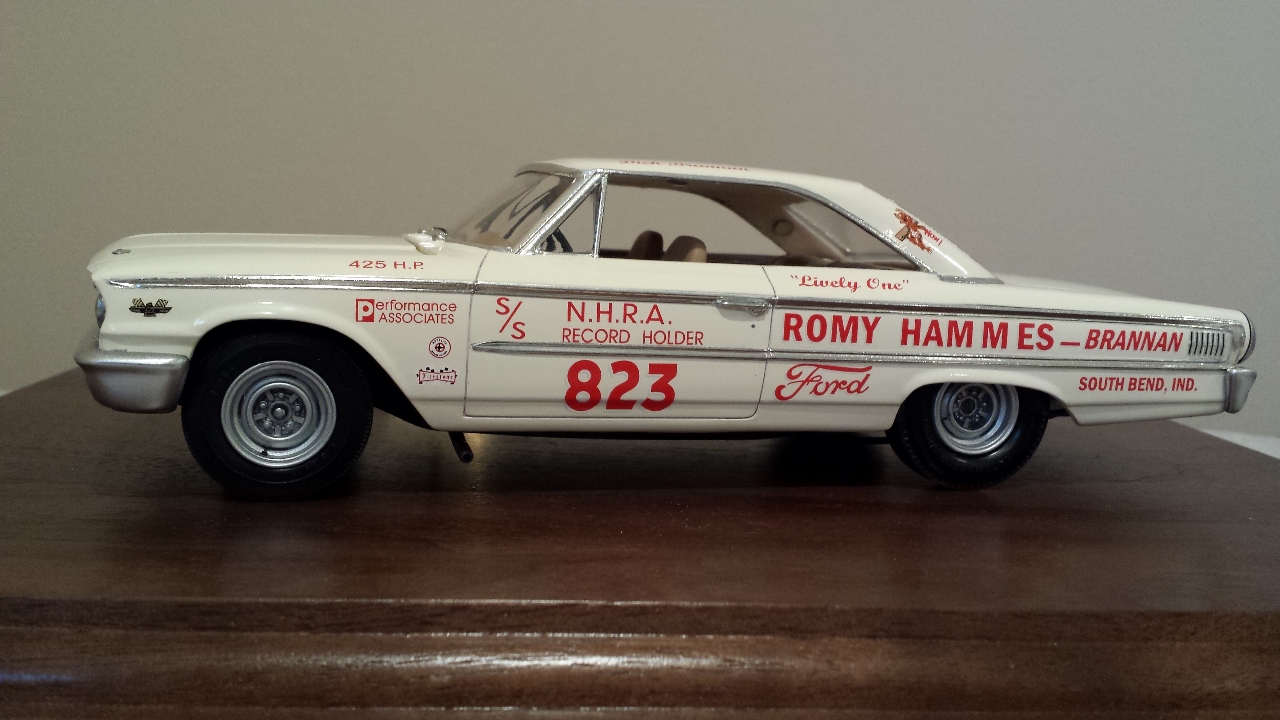 425 H.P.
Performance
ASSOCIATES
S/S
N.H.R.A.
RECORD HOLDER
823
"Lively One"
ROMY HAMMES – BRANNAN
Ford
SOUTH BEND, IND.